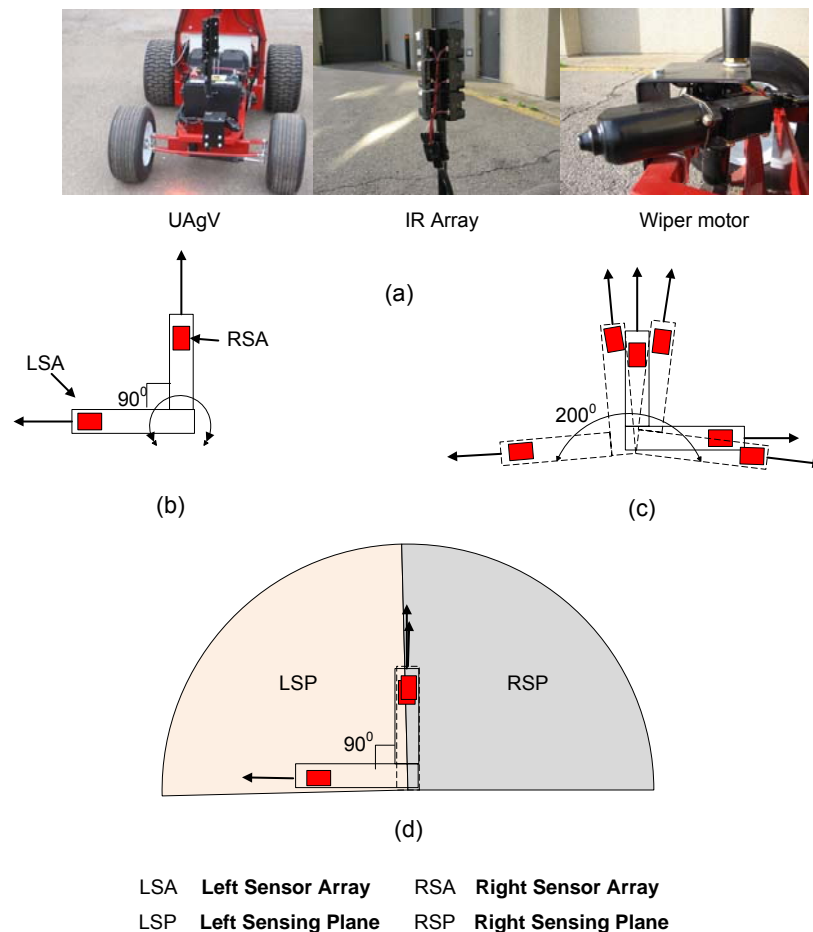 UAgV
IR Array
Wiper motor
(a)
RSA
LSA
90⁰
(b)
200⁰
(c)
LSP
RSP
90⁰
(d)
LSA Left Sensor Array RSA Right Sensor Array
LSP Left Sensing Plane RSP Right Sensing Plane